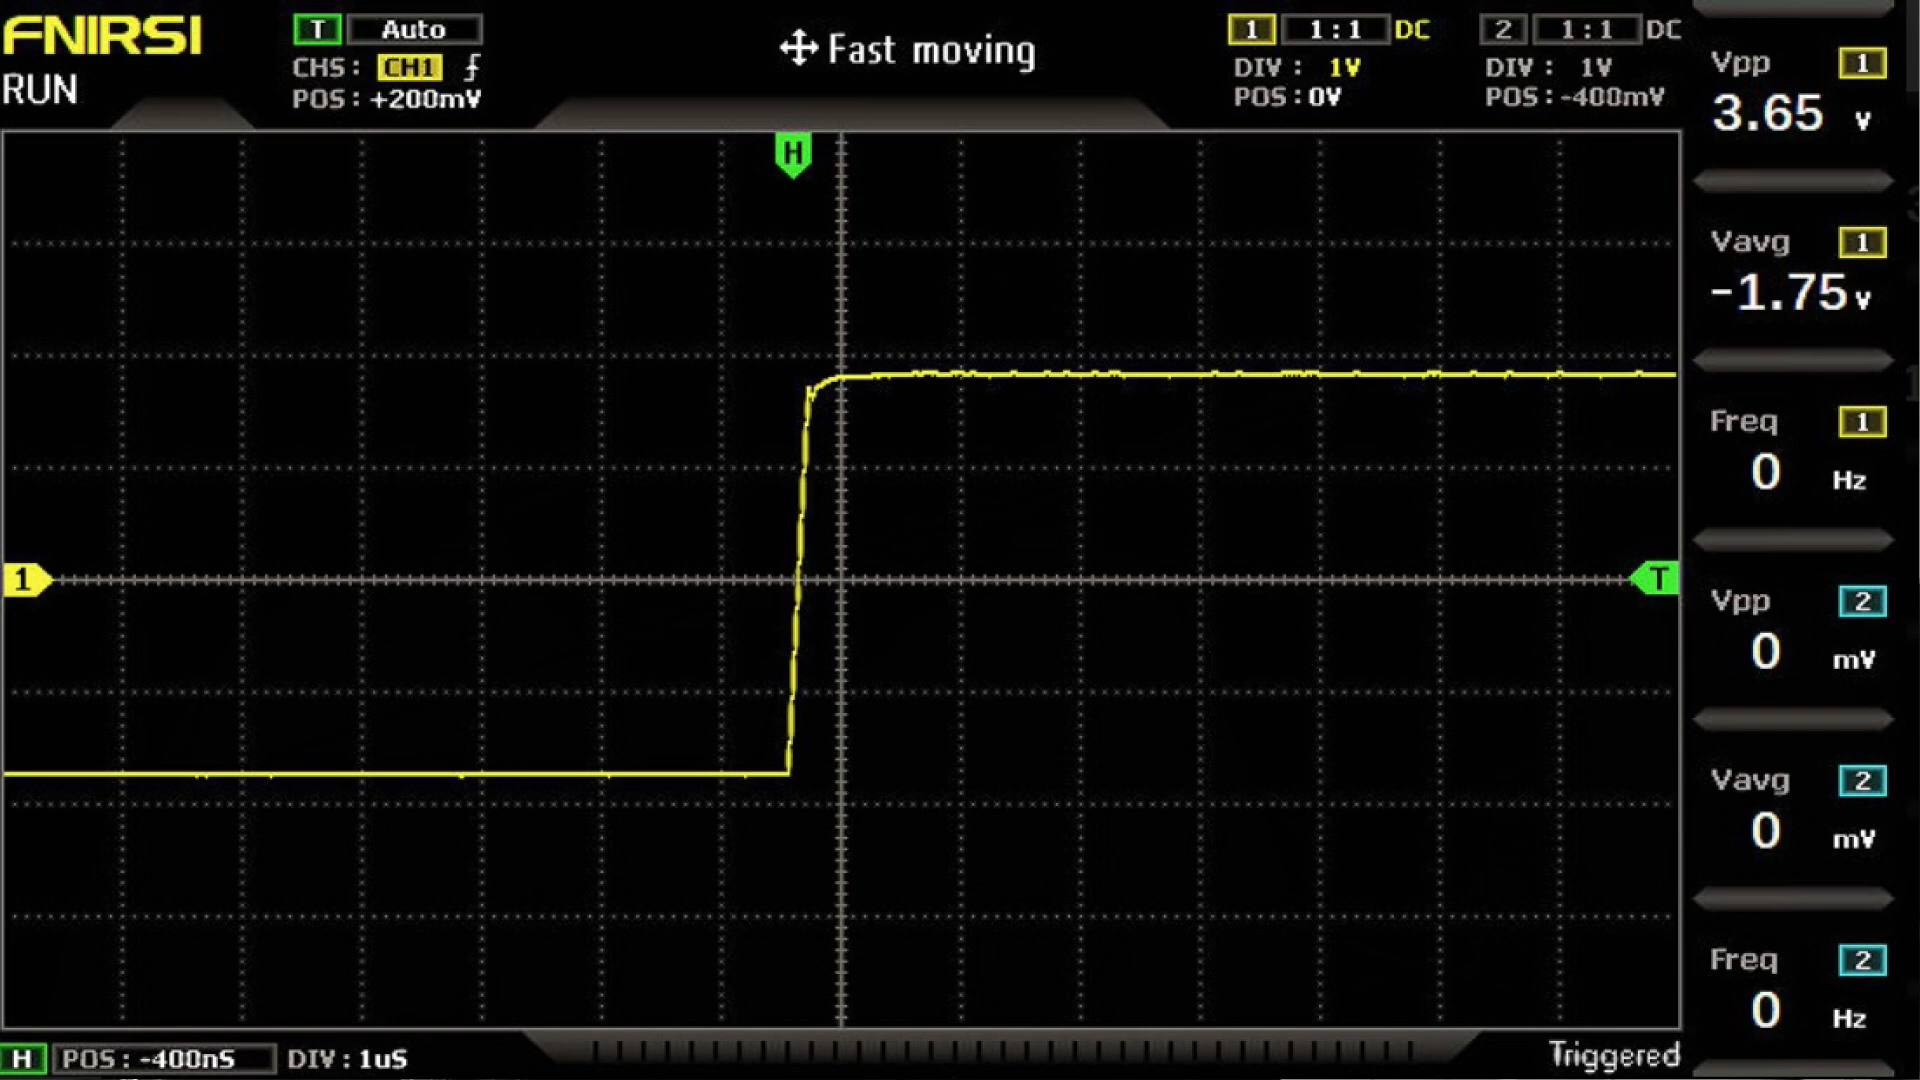 FNIRSI
RUN
T Auto
CHS: CH1
POS: +200mV
Fast moving
1 1:1 DC
DIV: 1V
POS: 0V
2 1:1 DC
DIV: 1V
POS: -400mV
Vpp 1
3.65 V
Vavg 1
-1.75 V
Freq 1
0 Hz
Vpp 2
0 mV
Vavg 2
0 mV
Freq 2
0 Hz
H
1
T
H POS: -400nS DIV: 1uS
Triggered